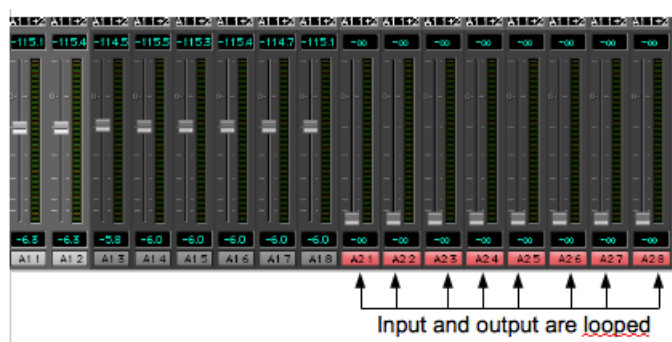 -115.1 -115.4 -114.5 -115.5 -115.3 -115.4 -114.7 -115.1 -∞ -∞ -∞ -∞ -∞ -∞ -∞ -∞
-6.3 -6.3 -5.8 -6.0 -6.0 -6.0 -6.0 -6.0 -∞ -∞ -∞ -∞ -∞ -∞ -∞ -∞
A1 1 A1 2 A1 3 A1 4 A1 5 A1 6 A1 7 A1 8 A2 1 A2 2 A2 3 A2 4 A2 5 A2 6 A2 7 A2 8
Input and output are looped